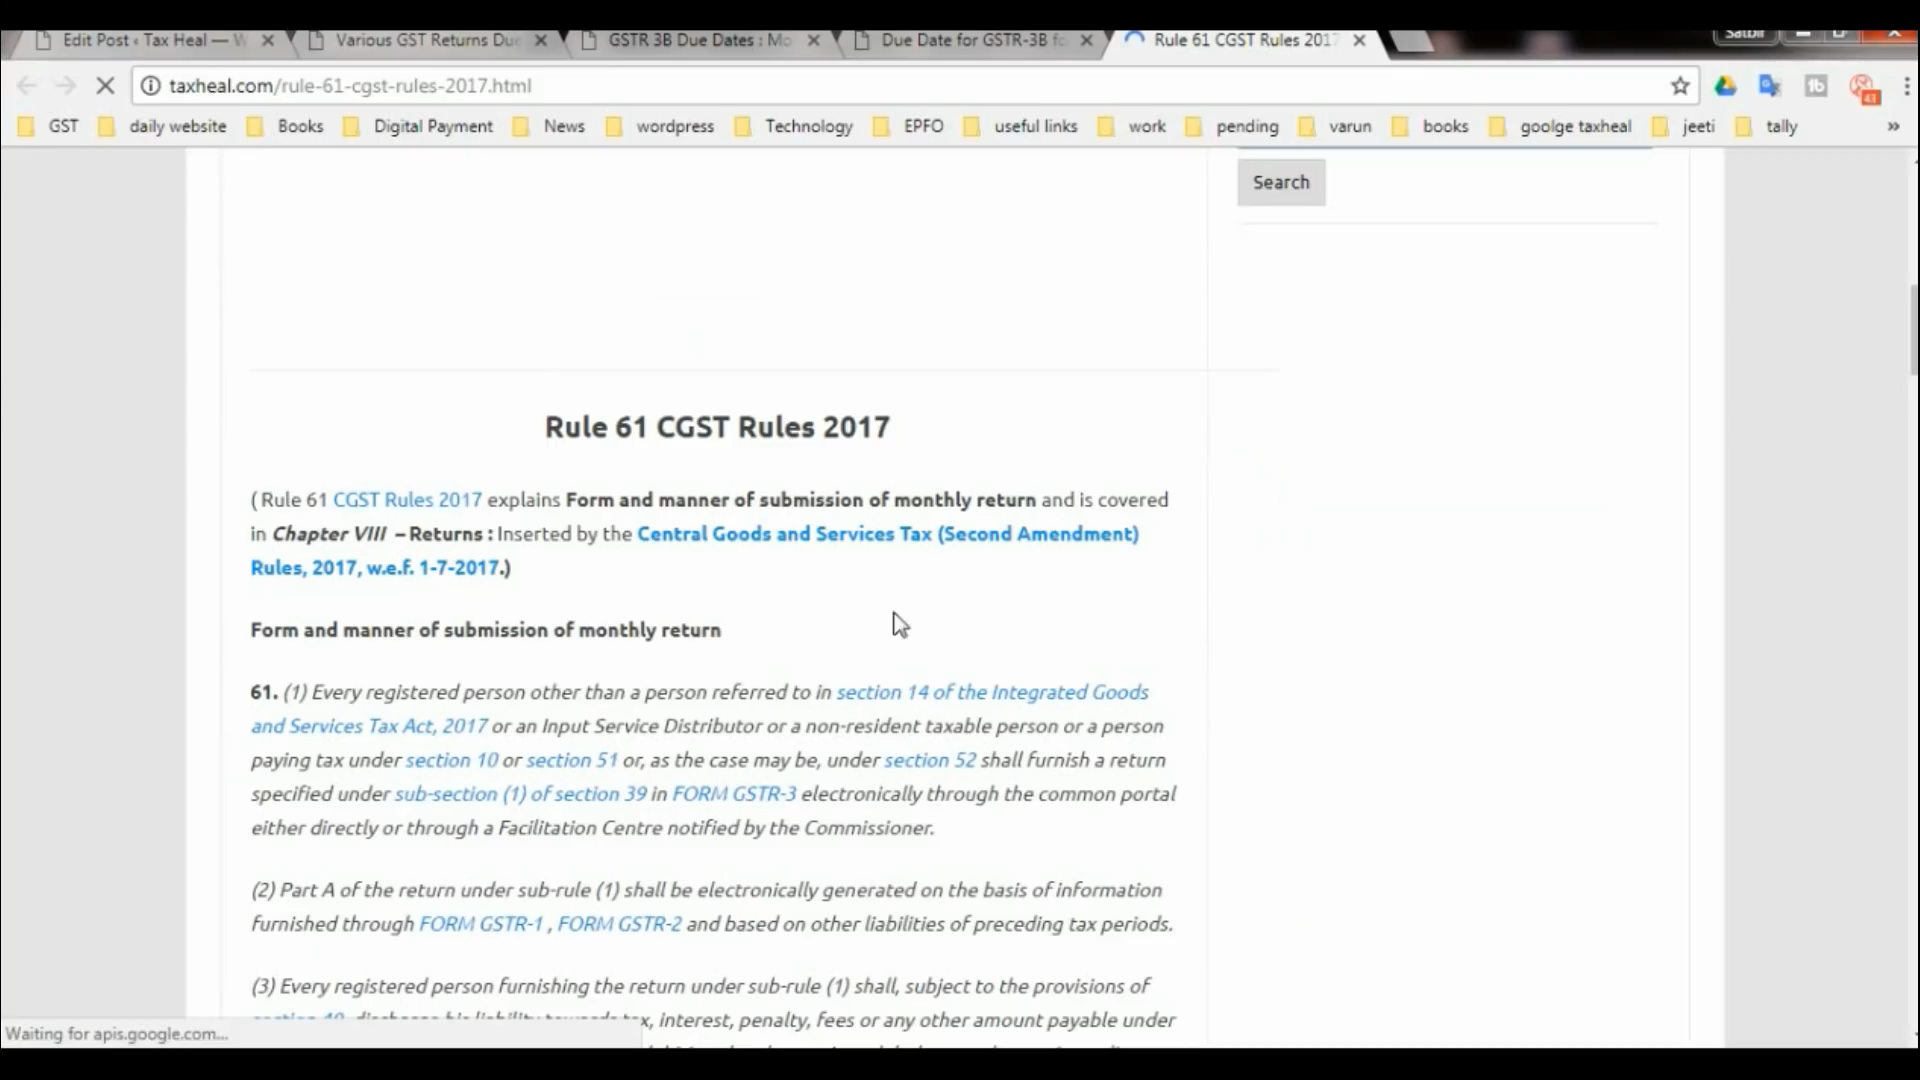 Edit Post ‹ Tax Heal — W
Various GST Returns Due
GSTR 3B Due Dates : Mo
Due Date for GSTR-3B fo
Rule 61 CGST Rules 2017
Satbir
taxheal.com/rule-61-cgst-rules-2017.html
43
GST daily website Books Digital Payment News wordpress Technology EPFO useful links work pending varun books goolge taxheal jeeti tally »
Search
Rule 61 CGST Rules 2017
( Rule 61 CGST Rules 2017 explains Form and manner of submission of monthly return and is covered
in Chapter VIII – Returns : Inserted by the Central Goods and Services Tax (Second Amendment)
Rules, 2017, w.e.f. 1-7-2017.)
Form and manner of submission of monthly return
61. (1) Every registered person other than a person referred to in section 14 of the Integrated Goods
and Services Tax Act, 2017 or an Input Service Distributor or a non-resident taxable person or a person
paying tax under section 10 or section 51 or, as the case may be, under section 52 shall furnish a return
specified under sub-section (1) of section 39 in FORM GSTR-3 electronically through the common portal
either directly or through a Facilitation Centre notified by the Commissioner.
(2) Part A of the return under sub-rule (1) shall be electronically generated on the basis of information
furnished through FORM GSTR-1 , FORM GSTR-2 and based on other liabilities of preceding tax periods.
(3) Every registered person furnishing the return under sub-rule (1) shall, subject to the provisions of
interest, penalty, fees or any other amount payable under
Waiting for apis.google.com...